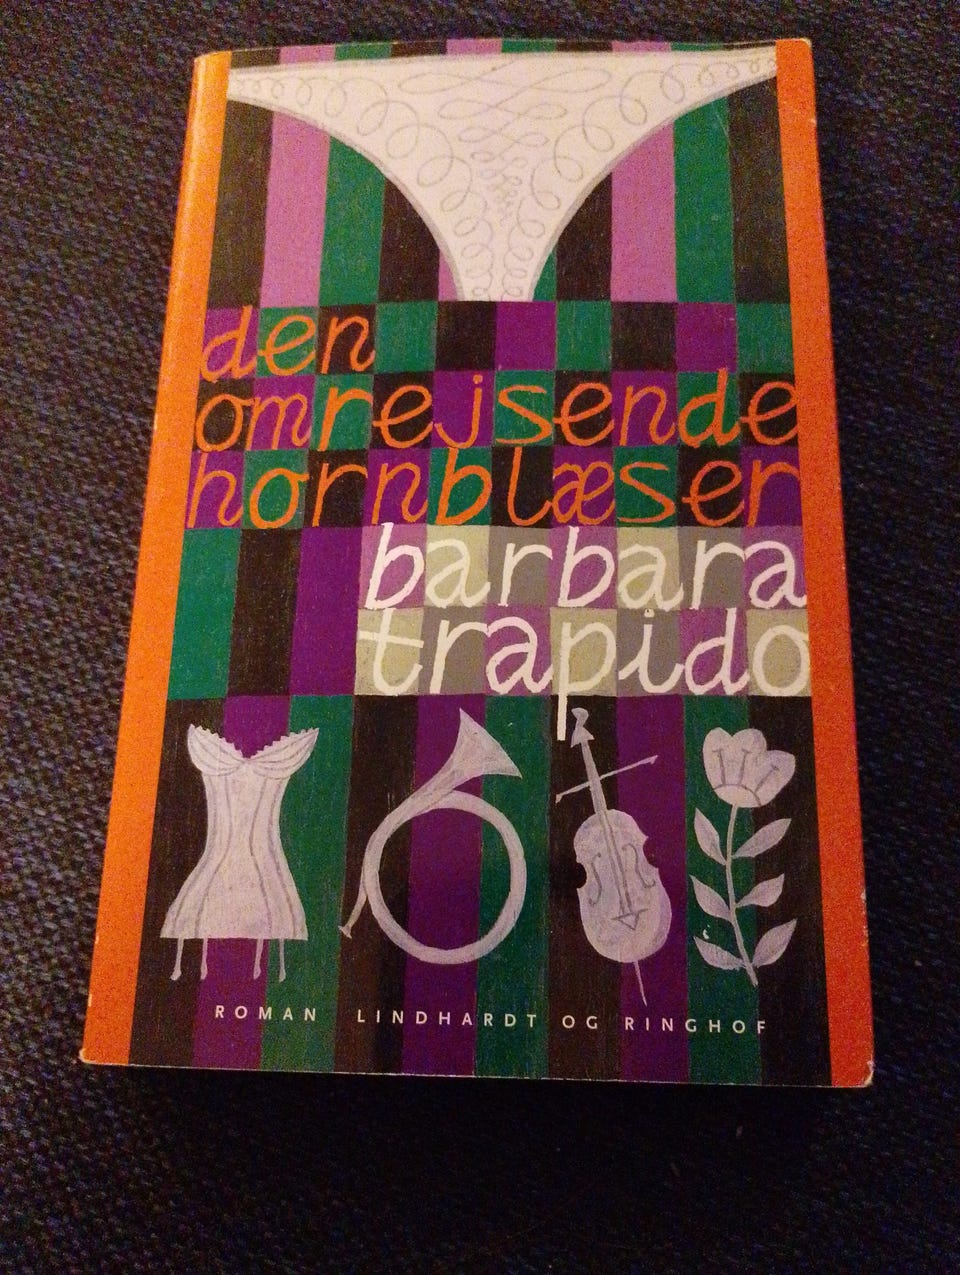 den
omrejsende
hornblæser
barbara
trapido
ROMAN LINDHARDT OG RINGHOF